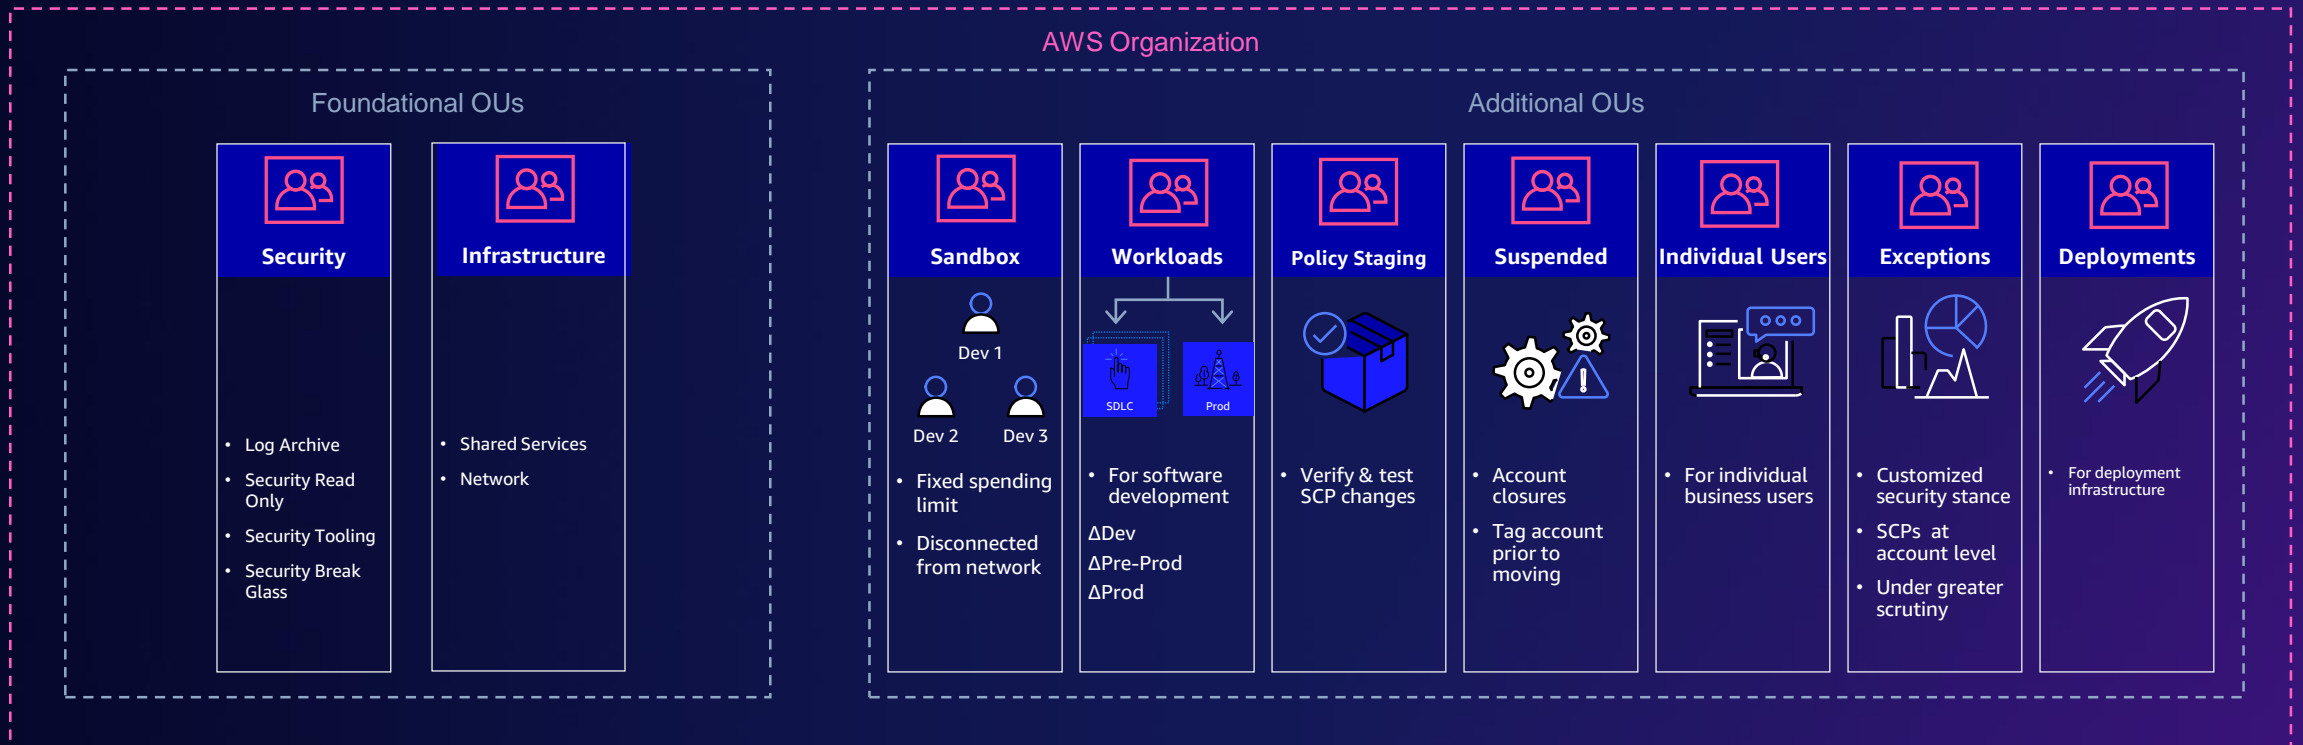 AWS Organization
Foundational OUs
Security
• Log Archive
• Security Read
Only
• Security Tooling
• Security Break
Glass
Infrastructure
• Shared Services
• Network
Additional OUs
Sandbox
Dev 1
Dev 2
Dev 3
• Fixed spending
limit
• Disconnected
from network
Workloads
SDLC
Prod
• For software
development
ΔDev
ΔPre-Prod
ΔProd
Policy Staging
• Verify & test
SCP changes
Suspended
• Account
closures
• Tag account
prior to
moving
Individual Users
• For individual
business users
Exceptions
• Customized
security stance
• SCPs at
account level
• Under greater
scrutiny
Deployments
• For deployment
infrastructure